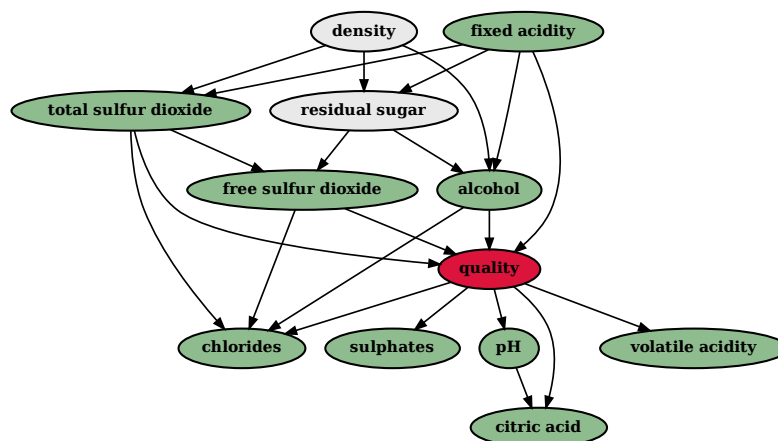 density
fixed acidity
total sulfur dioxide
residual sugar
free sulfur dioxide
alcohol
quality
chlorides
sulphates
pH
volatile acidity
citric acid